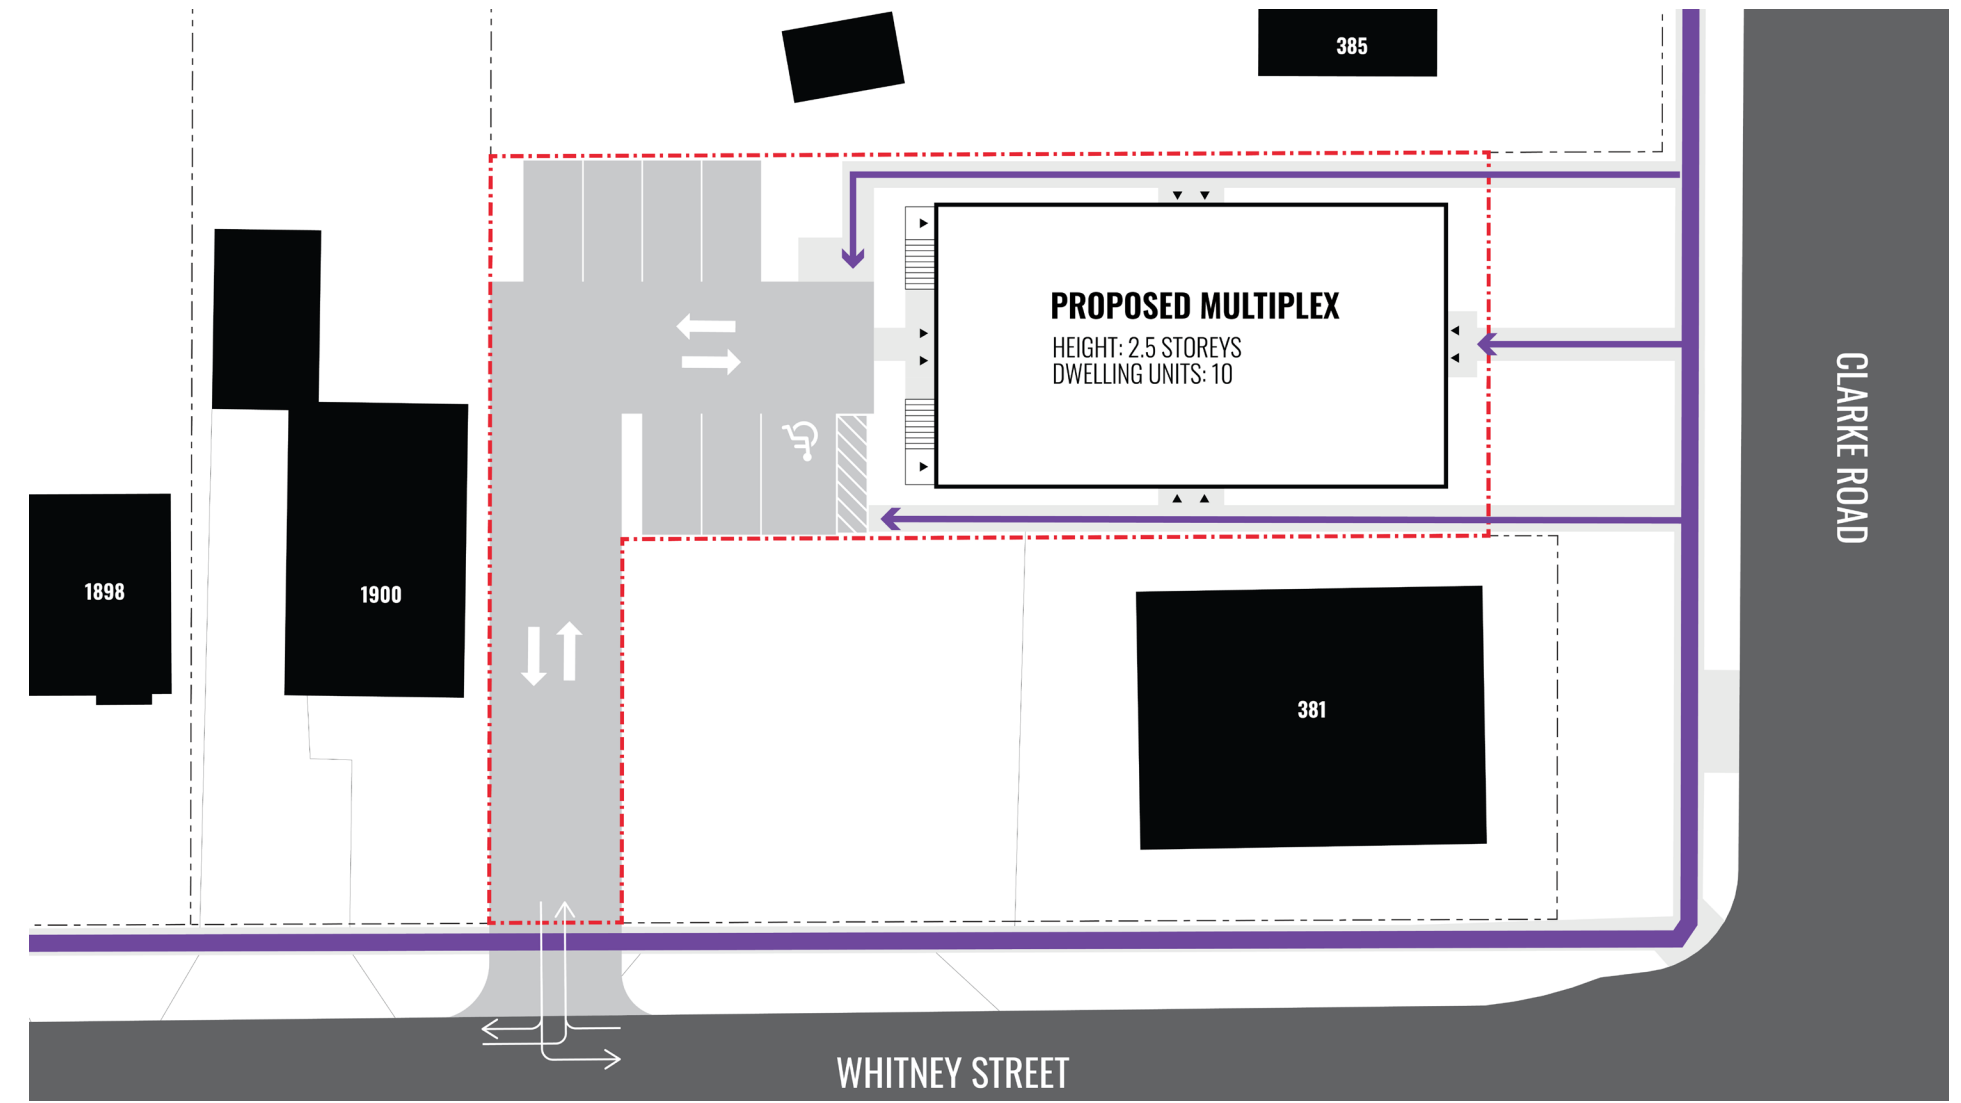 385
PROPOSED MULTIPLEX
HEIGHT: 2.5 STOREYS
DWELLING UNITS: 10
CLARKE ROAD
1898
1900
381
WHITNEY STREET